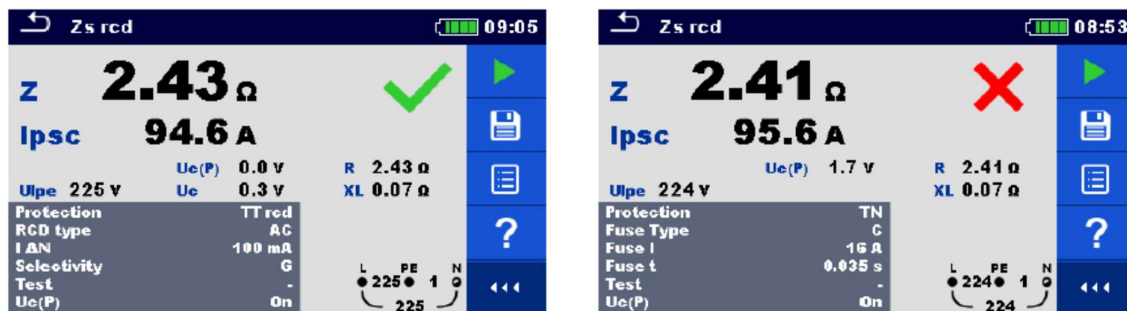 Zs rcd 09:05
Z 2.43 Ω
Ipsc 94.6 A
Uc(P) 0.0 V R 2.43 Ω
Ulpe 225 V Uc 0.3 V XL 0.07 Ω
Protection TT rcd
RCD type AC
I ΔN 100 mA
Selectivity G
Test -
Uc(P) On
L PE N
225 1
225
?
Zs rcd 08:53
Z 2.41 Ω
Ipsc 95.6 A
Uc(P) 1.7 V R 2.41 Ω
Ulpe 224 V XL 0.07 Ω
Protection TN
Fuse Type C
Fuse I 16 A
Fuse t 0.035 s
Test -
Uc(P) On
L PE N
224 1
224
?